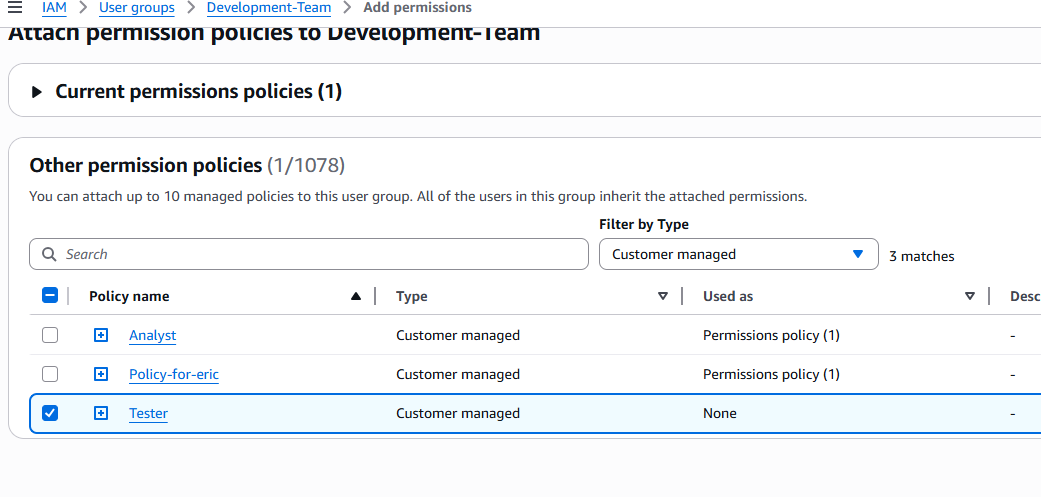 IAM > User groups > Development-Team > Add permissions
Attach permission policies to Development-Team
Current permissions policies (1)
Other permission policies (1/1078)
You can attach up to 10 managed policies to this user group. All of the users in this group inherit the attached permissions.
Filter by Type
Search
Customer managed
3 matches
Policy name Type Used as Desc
Analyst Customer managed Permissions policy (1) -
Policy-for-eric Customer managed Permissions policy (1) -
Tester Customer managed None -